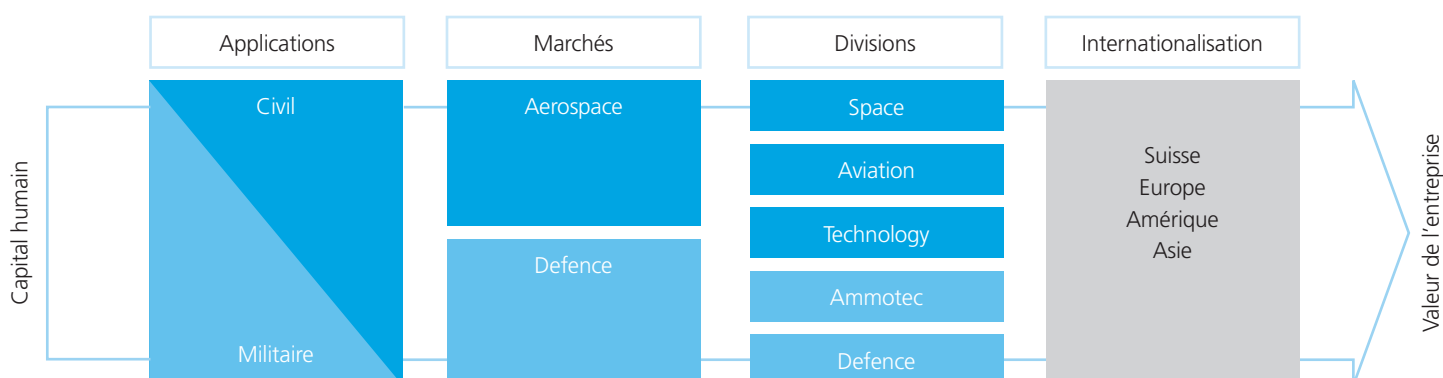 Applications
Marchés
Divisions
Internationalisation
Capital humain
Civil
Militaire
Aerospace
Defence
Space
Aviation
Technology
Ammotec
Defence
Suisse
Europe
Amérique
Asie
Valeur de l’entreprise